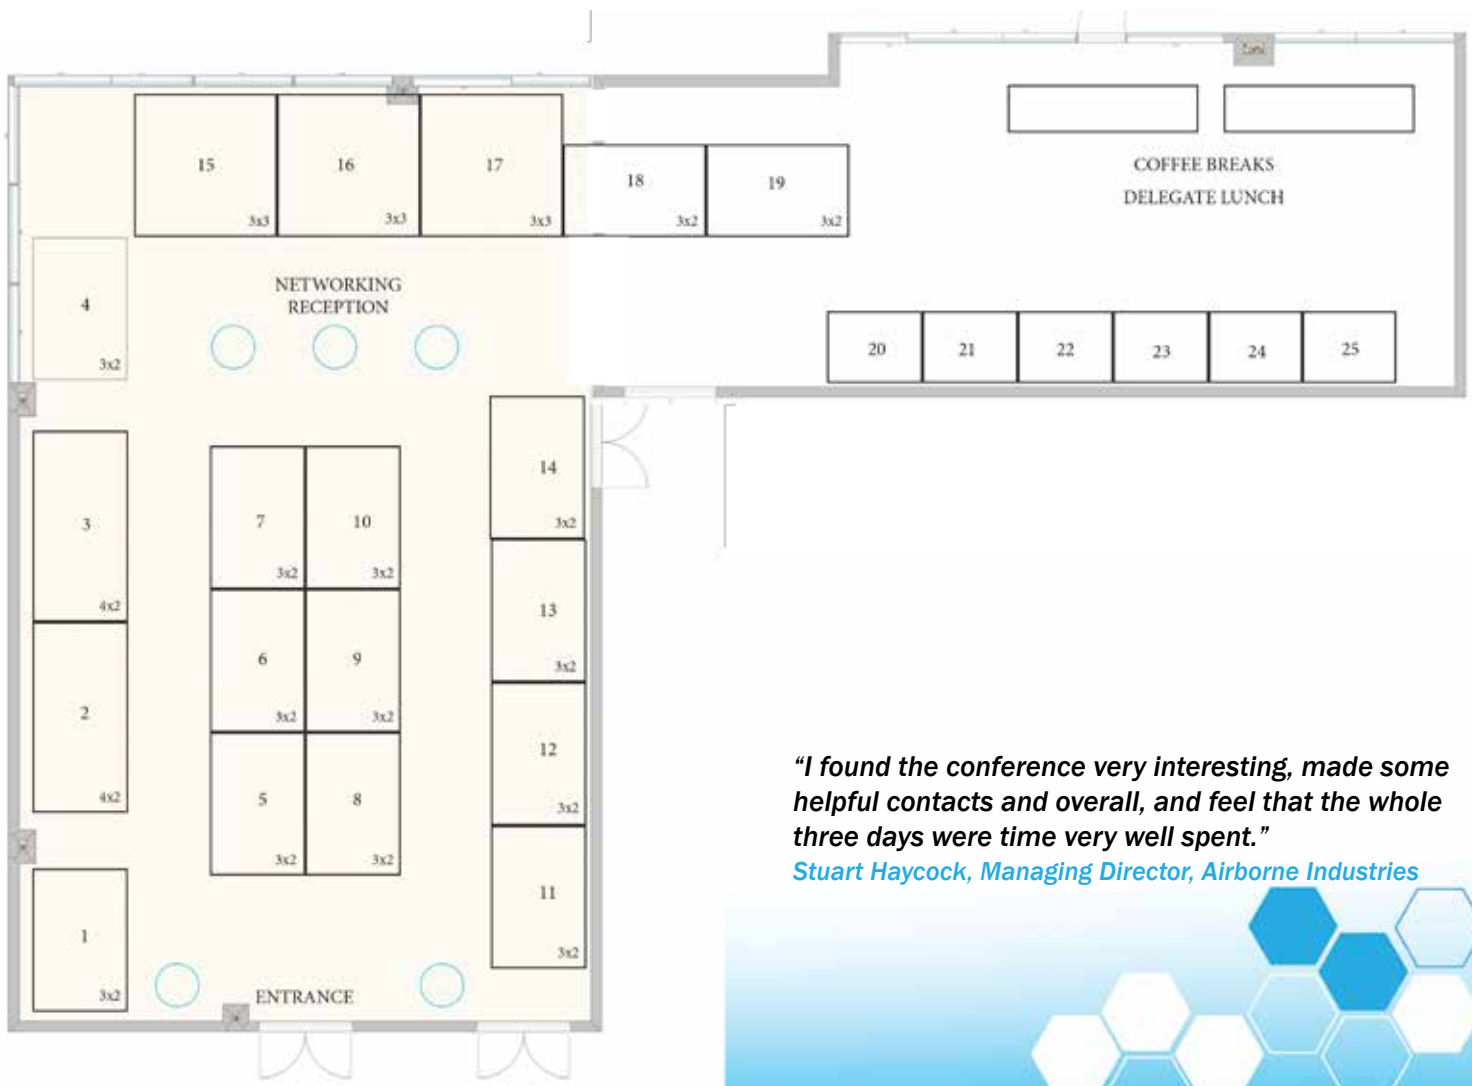 15
3x3
16
3x3
17
3x3
18
3x2
19
3x2
COFFEE BREAKS
DELEGATE LUNCH
4
3x2
NETWORKING
RECEPTION
20
21
22
23
24
25
3
4x2
7
3x2
10
3x2
14
3x2
6
3x2
9
3x2
13
3x2
2
4x2
5
3x2
8
3x2
12
3x2
11
3x2
1
3x2
ENTRANCE
“I found the conference very interesting, made some
helpful contacts and overall, and feel that the whole
three days were time very well spent.”
Stuart Haycock, Managing Director, Airborne Industries